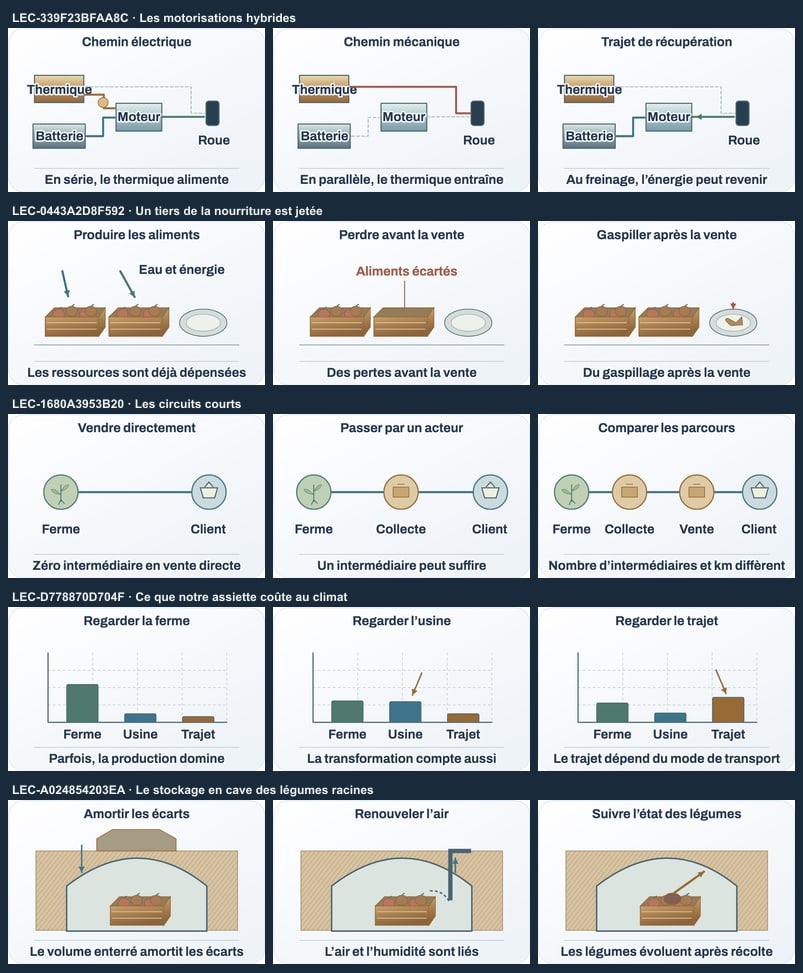 LEC-339F23BFAA8C · Les motorisations hybrides
Chemin électrique
Thermique
Batterie
Moteur
Roue
En série, le thermique alimente
Chemin mécanique
Thermique
Batterie
Moteur
Roue
En parallèle, le thermique entraîne
Trajet de récupération
Thermique
Batterie
Moteur
Roue
Au freinage, l’énergie peut revenir
LEC-0443A2D8F592 · Un tiers de la nourriture est jetée
Produire les aliments
Eau et énergie
Les ressources sont déjà dépensées
Perdre avant la vente
Aliments écartés
Des pertes avant la vente
Gaspiller après la vente
Du gaspillage après la vente
LEC-1680A3953B20 · Les circuits courts
Vendre directement
Ferme Client
Zéro intermédiaire en vente directe
Passer par un acteur
Ferme Collecte Client
Un intermédiaire peut suffire
Comparer les parcours
Ferme Collecte Vente Client
Nombre d’intermédiaires et km diffèrent
LEC-D778870D704F · Ce que notre assiette coûte au climat
Regarder la ferme
Ferme Usine Trajet
Parfois, la production domine
Regarder l’usine
Ferme Usine Trajet
La transformation compte aussi
Regarder le trajet
Ferme Usine Trajet
Le trajet dépend du mode de transport
LEC-A024854203EA · Le stockage en cave des légumes racines
Amortir les écarts
Le volume enterré amortit les écarts
Renouveler l’air
L’air et l’humidité sont liés
Suivre l’état des légumes
Les légumes évoluent après récolte